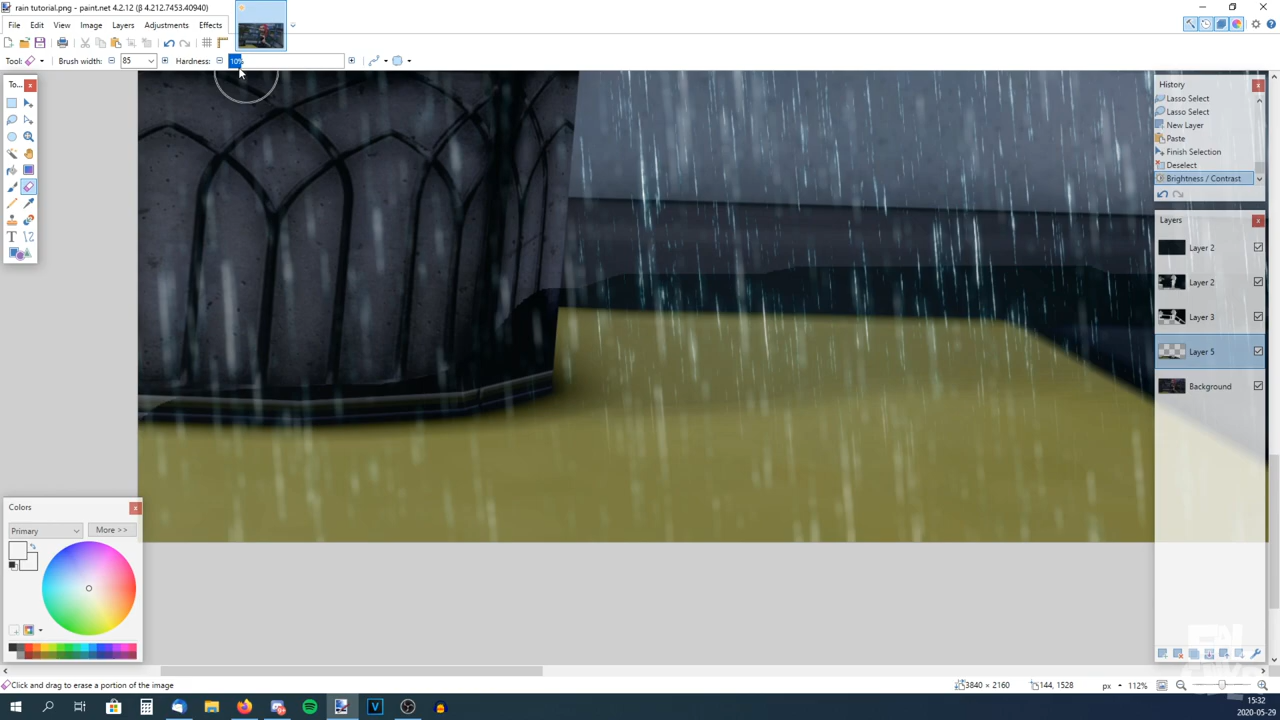 rain tutorial.png - paint.net 4.2.12 (β 4.212.7453.40940)
File Edit View Image Layers Adjustments Effects
Tool: Brush width: 85 Hardness: 10%
To...
History
Lasso Select
Lasso Select
New Layer
Paste
Finish Selection
Deselect
Brightness / Contrast
Layers
Layer 2
Layer 2
Layer 3
Layer 5
Background
Colors
Primary
More >>
Click and drag to erase a portion of the image
3840 × 2160
144, 1528
px
112%
15:32
2020-05-29